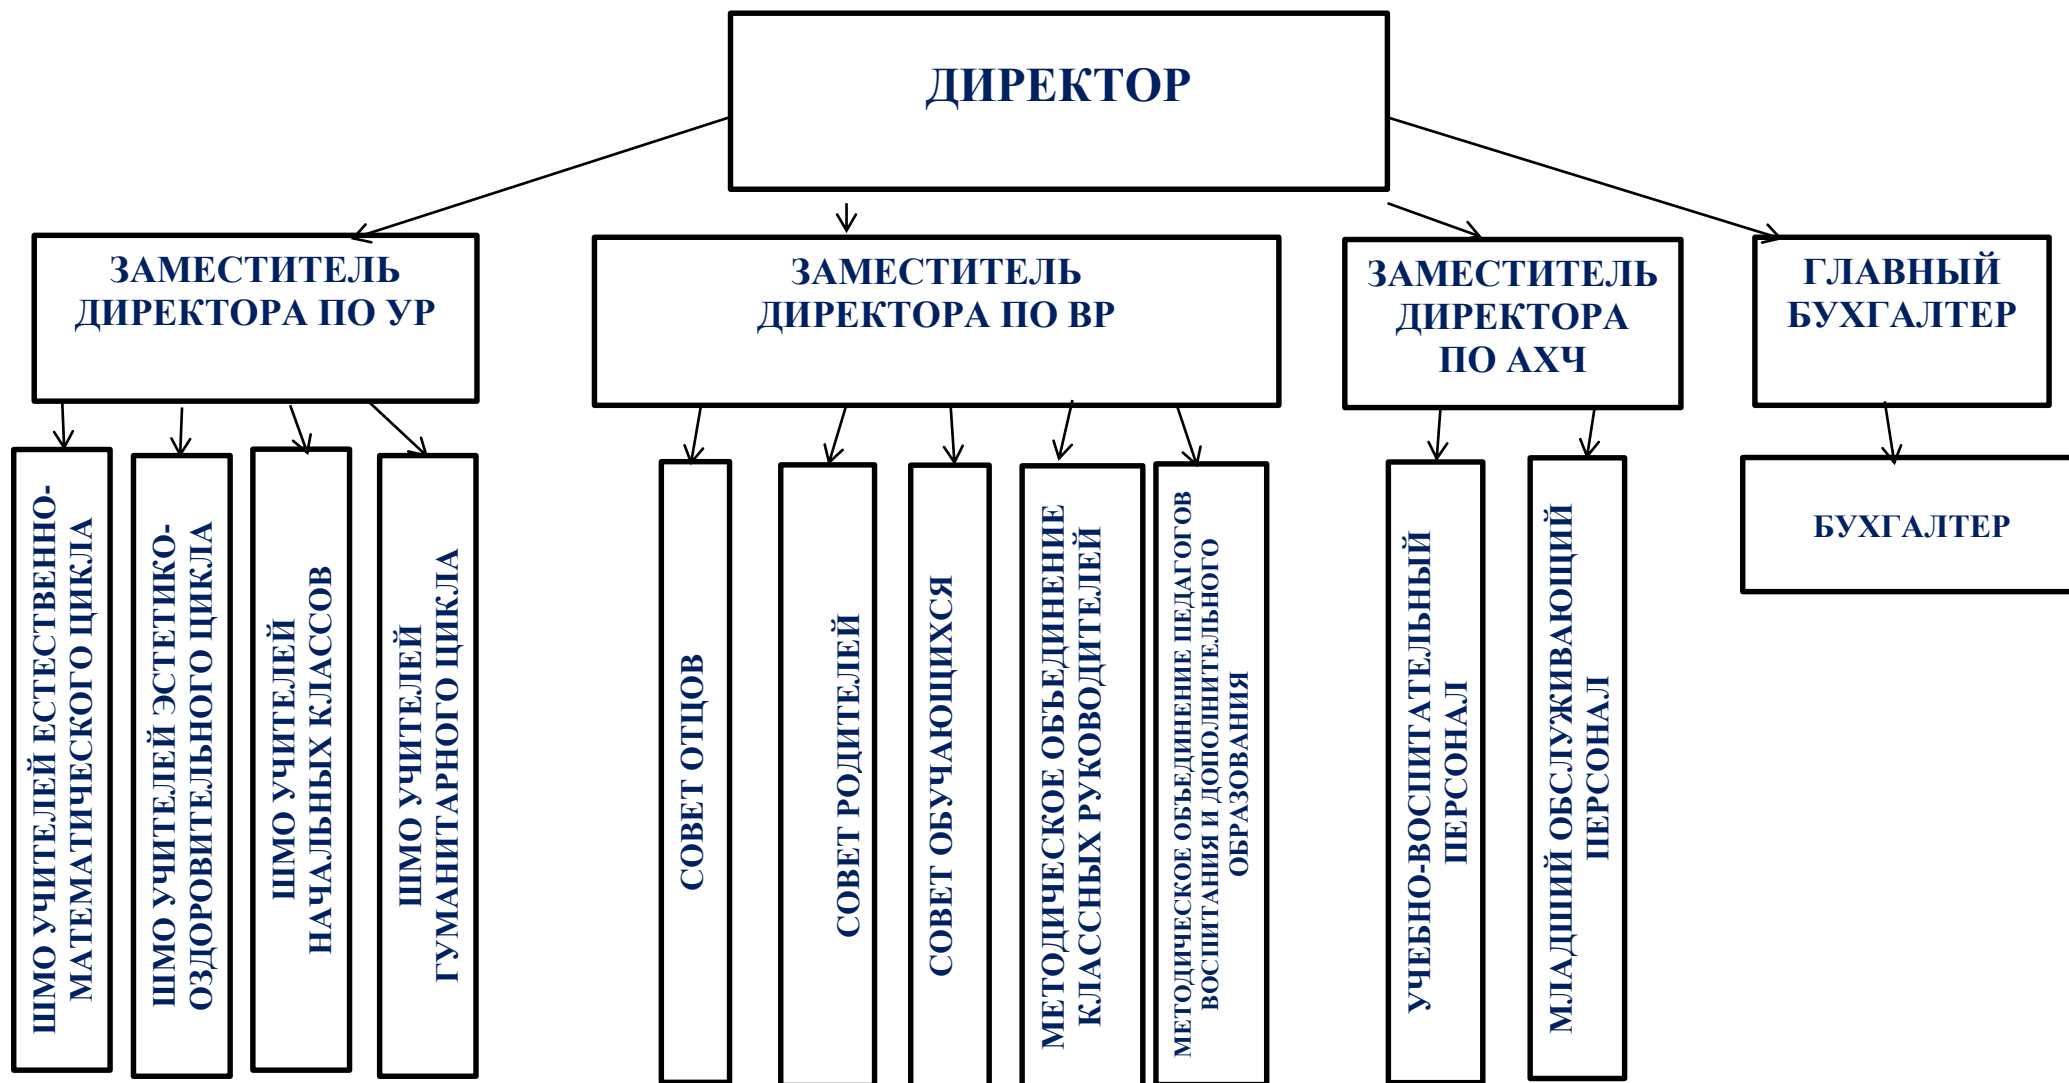 ДИРЕКТОР
ЗАМЕСТИТЕЛЬ
ДИРЕКТОРА ПО УР
ЗАМЕСТИТЕЛЬ
ДИРЕКТОРА ПО ВР
ЗАМЕСТИТЕЛЬ
ДИРЕКТОРА
ПО АХЧ
ГЛАВНЫЙ
БУХГАЛТЕР
ШМО УЧИТЕЛЕЙ ЕСТЕСТВЕННО-
МАТЕМАТИЧЕСКОГО ЦИКЛА
ШМО УЧИТЕЛЕЙ ЭСТЕТИКО-
ОЗДОРОВИТЕЛЬНОГО ЦИКЛА
ШМО УЧИТЕЛЕЙ
НАЧАЛЬНЫХ КЛАССОВ
ШМО УЧИТЕЛЕЙ
ГУМАНИТАРНОГО ЦИКЛА
СОВЕТ ОТЦОВ
СОВЕТ РОДИТЕЛЕЙ
СОВЕТ ОБУЧАЮЩИХСЯ
МЕТОДИЧЕСКОЕ ОБЪЕДИНЕНИЕ
КЛАССНЫХ РУКОВОДИТЕЛЕЙ
МЕТОДИЧЕСКОЕ ОБЪЕДИНЕНИЕ ПЕДАГОГОВ
ВОСПИТАНИЯ И ДОПОЛНИТЕЛЬНОГО
ОБРАЗОВАНИЯ
УЧЕБНО-ВОСПИТАТЕЛЬНЫЙ
ПЕРСОНАЛ
МЛАДШИЙ ОБСЛУЖИВАЮЩИЙ
ПЕРСОНАЛ
БУХГАЛТЕР